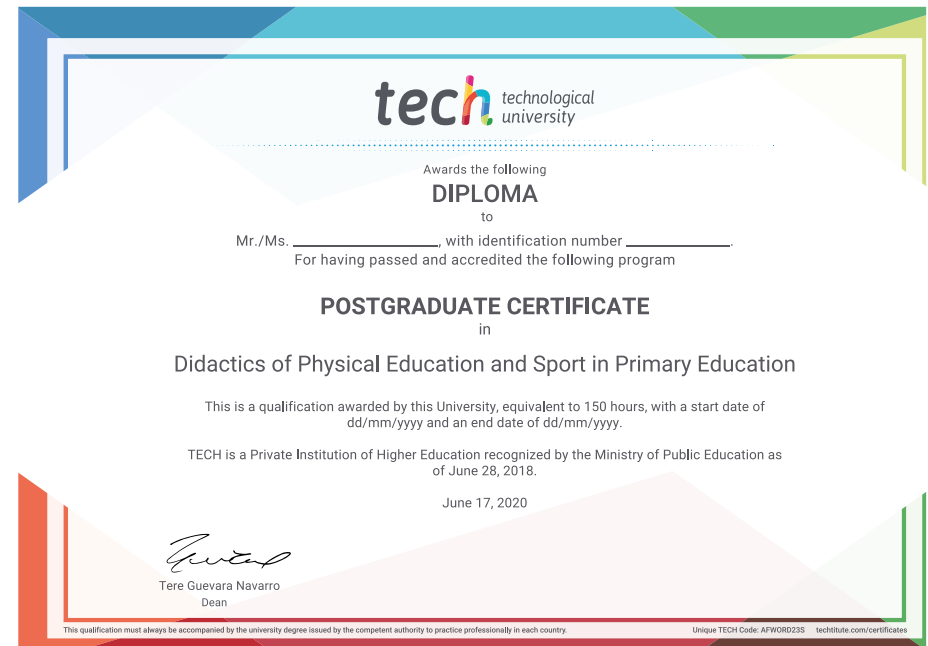 tech technological
university
Awards the following
DIPLOMA
to
Mr./Ms. ________________, with identification number ____________.
For having passed and accredited the following program
POSTGRADUATE CERTIFICATE
in
Didactics of Physical Education and Sport in Primary Education
This is a qualification awarded by this University, equivalent to 150 hours, with a start date of
dd/mm/yyyy and an end date of dd/mm/yyyy.
TECH is a Private Institution of Higher Education recognized by the Ministry of Public Education as
of June 28, 2018.
June 17, 2020
Tere Guevara Navarro
Dean
This qualification must always be accompanied by the university degree issued by the competent authority to practice professionally in each country.
Unique TECH Code: AFWORD23S techtitute.com/certificates